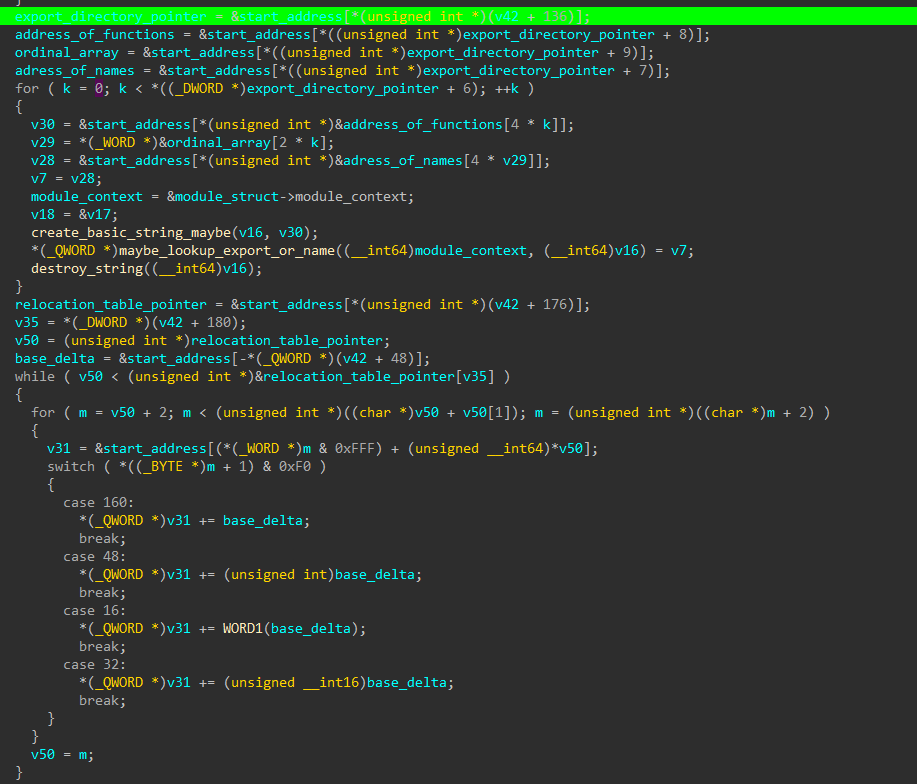 }
export_directory_pointer = &start_address[*(unsigned int *)(v42 + 136)];
address_of_functions = &start_address[*((unsigned int *)export_directory_pointer + 8)];
ordinal_array = &start_address[*((unsigned int *)export_directory_pointer + 9)];
adress_of_names = &start_address[*((unsigned int *)export_directory_pointer + 7)];
for ( k = 0; k < *((_DWORD *)export_directory_pointer + 6); ++k )
{
v30 = &start_address[*(unsigned int *)&address_of_functions[4 * k]];
v29 = *(_WORD *)&ordinal_array[2 * k];
v28 = &start_address[*(unsigned int *)&adress_of_names[4 * v29]];
v7 = v28;
module_context = &module_struct->module_context;
v18 = &v17;
create_basic_string_maybe(v16, v30);
*(_QWORD *)maybe_lookup_export_or_name((__int64)module_context, (__int64)v16) = v7;
destroy_string((__int64)v16);
}
relocation_table_pointer = &start_address[*(unsigned int *)(v42 + 176)];
v35 = *(_DWORD *)(v42 + 180);
v50 = (unsigned int *)relocation_table_pointer;
base_delta = &start_address[-*(_QWORD *)(v42 + 48)];
while ( v50 < (unsigned int *)&relocation_table_pointer[v35] )
{
for ( m = v50 + 2; m < (unsigned int *)((char *)v50 + v50[1]); m = (unsigned int *)((char *)m + 2) )
{
v31 = &start_address[(*(_WORD *)m & 0xFFF) + (unsigned __int64)*v50];
switch ( *((_BYTE *)m + 1) & 0xF0 )
{
case 160:
*(_QWORD *)v31 += base_delta;
break;
case 48:
*(_QWORD *)v31 += (unsigned int)base_delta;
break;
case 16:
*(_QWORD *)v31 += WORD1(base_delta);
break;
case 32:
*(_QWORD *)v31 += (unsigned __int16)base_delta;
break;
}
}
v50 = m;
}